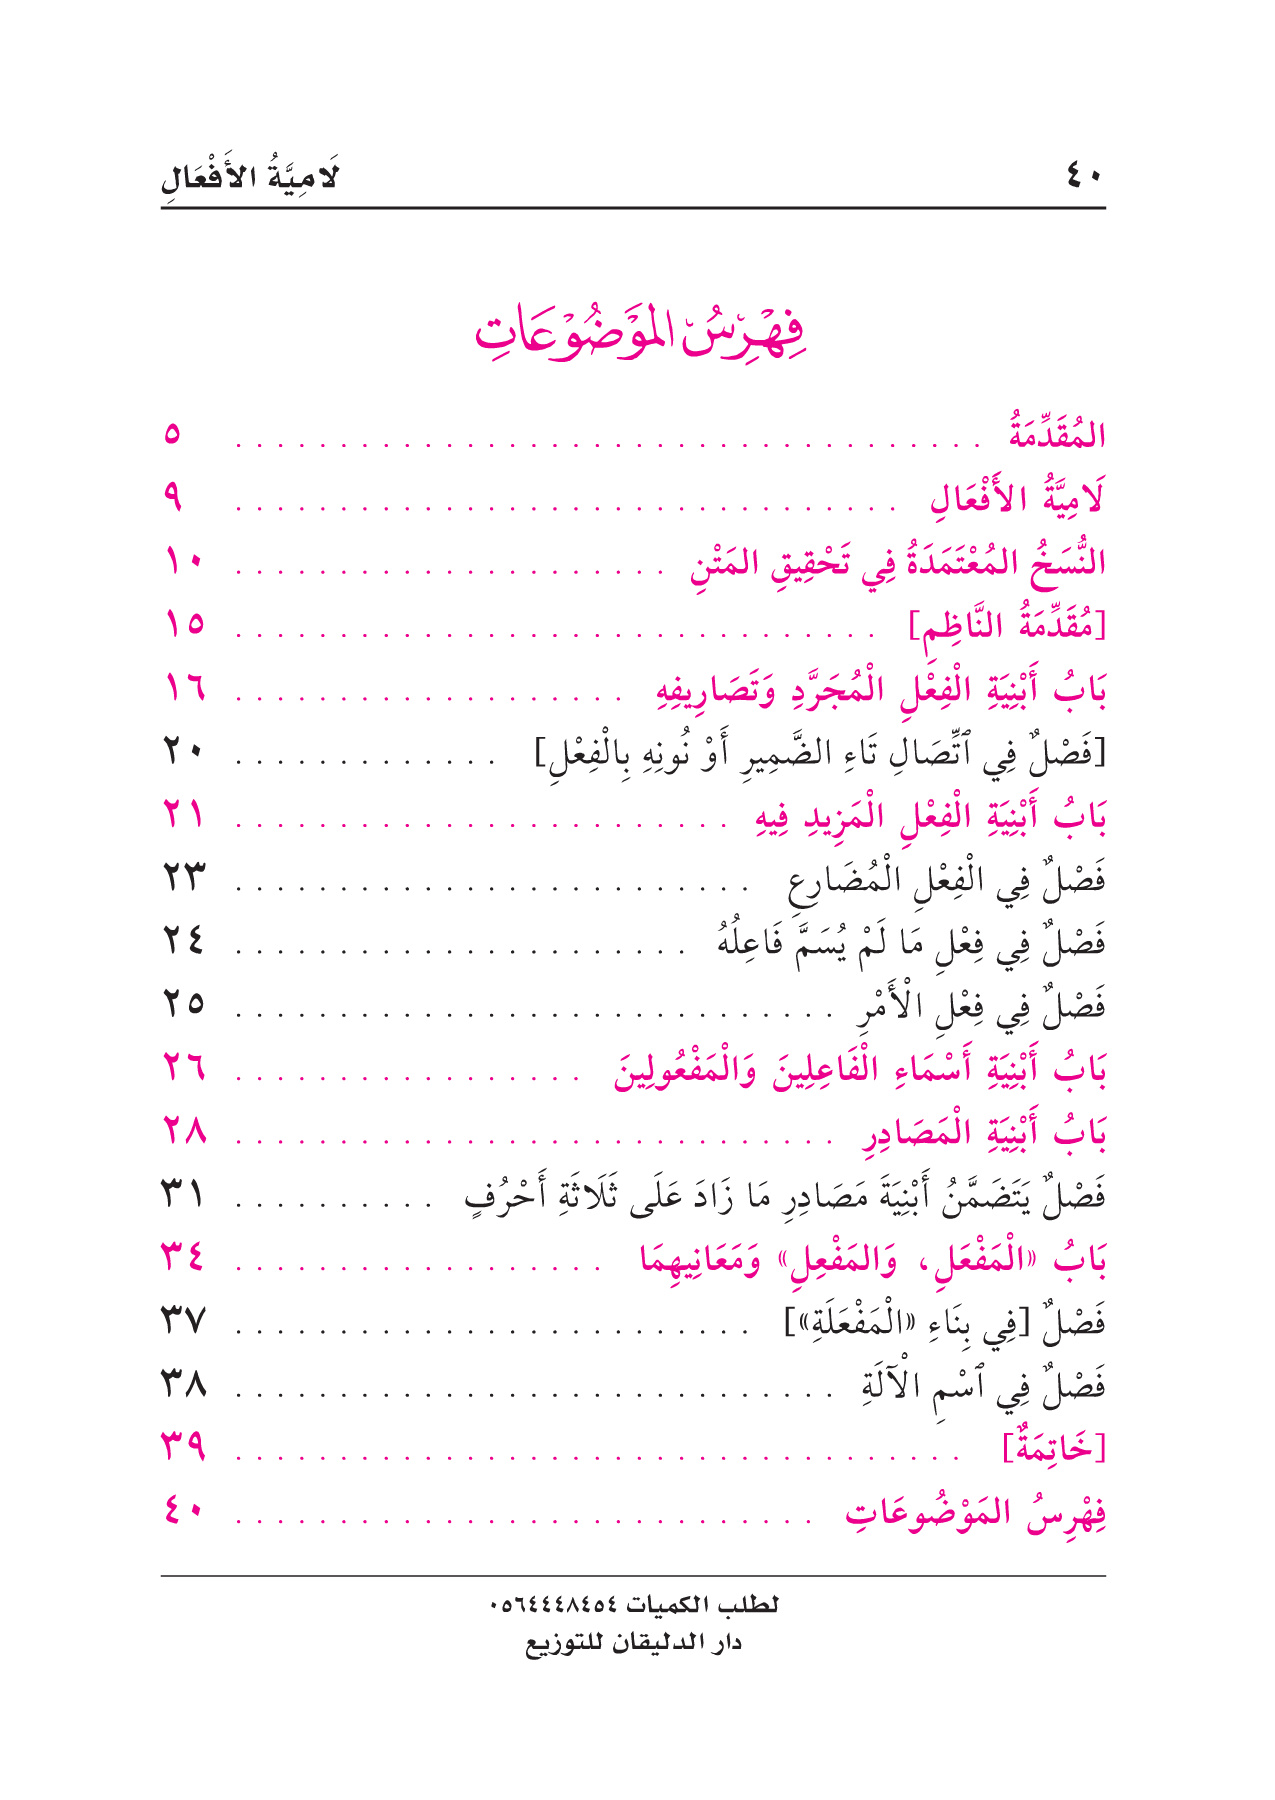 ٤٠ لَامِيَّةُ الأَفْعَالِ
فِهْرِسُ المَوْضُوْعَاتِ
المُقَدِّمَةُ . . . . . . . . . . . . . . . . . . . . . . . . . . . . . . . . . . . . ٥
لَامِيَّةُ الأَفْعَالِ . . . . . . . . . . . . . . . . . . . . . . . . . . . . . . . . ٩
النُّسَخُ المُعْتَمَدَةُ فِي تَحْقِيقِ المَتْنِ . . . . . . . . . . . . . . . . . . . . . ١٠
[مُقَدِّمَةُ النَّاظِمِ] . . . . . . . . . . . . . . . . . . . . . . . . . . . . . . . ١٥
بَابُ أَبْنِيَةِ الْفِعْلِ الْمُجَرَّدِ وَتَصَارِيفِهِ . . . . . . . . . . . . . . . . . . . ١٦
[فَصْلٌ فِي ٱتِّصَالِ تَاءِ الضَّمِيرِ أَوْ نُونِهِ بِالْفِعْلِ] . . . . . . . . . . . . . ٢٠
بَابُ أَبْنِيَةِ الْفِعْلِ الْمَزِيدِ فِيهِ . . . . . . . . . . . . . . . . . . . . . . . . ٢١
فَصْلٌ فِي الْفِعْلِ الْمُضَارِعِ . . . . . . . . . . . . . . . . . . . . . . . . . ٢٣
فَصْلٌ فِي فِعْلِ مَا لَمْ يُسَمَّ فَاعِلُهُ . . . . . . . . . . . . . . . . . . . . . . ٢٤
فَصْلٌ فِي فِعْلِ الْأَمْرِ . . . . . . . . . . . . . . . . . . . . . . . . . . . . . ٢٥
بَابُ أَبْنِيَةِ أَسْمَاءِ الْفَاعِلِينَ وَالْمَفْعُولِينَ . . . . . . . . . . . . . . . . . ٢٦
بَابُ أَبْنِيَةِ الْمَصَادِرِ . . . . . . . . . . . . . . . . . . . . . . . . . . . . . ٢٨
فَصْلٌ يَتَضَمَّنُ أَبْنِيَةَ مَصَادِرِ مَا زَادَ عَلَى ثَلَاثَةِ أَحْرُفٍ . . . . . . . . . . ٣١
بَابُ «الْمَفْعَلِ، وَالمَفْعِلِ» وَمَعَانِيهِمَا . . . . . . . . . . . . . . . . . . ٣٤
فَصْلٌ [فِي بِنَاءِ «الْمَفْعَلَةِ»] . . . . . . . . . . . . . . . . . . . . . . . . . ٣٧
فَصْلٌ فِي ٱسْمِ الْآلَةِ . . . . . . . . . . . . . . . . . . . . . . . . . . . . . ٣٨
[خَاتِمَةٌ] . . . . . . . . . . . . . . . . . . . . . . . . . . . . . . . . . . . ٣٩
فِهْرِسُ المَوْضُوعَاتِ . . . . . . . . . . . . . . . . . . . . . . . . . . . . ٤٠
لطلب الكميات ٠٥٦٤٤٤٨٤٥٤
دار الدليقان للتوزيع